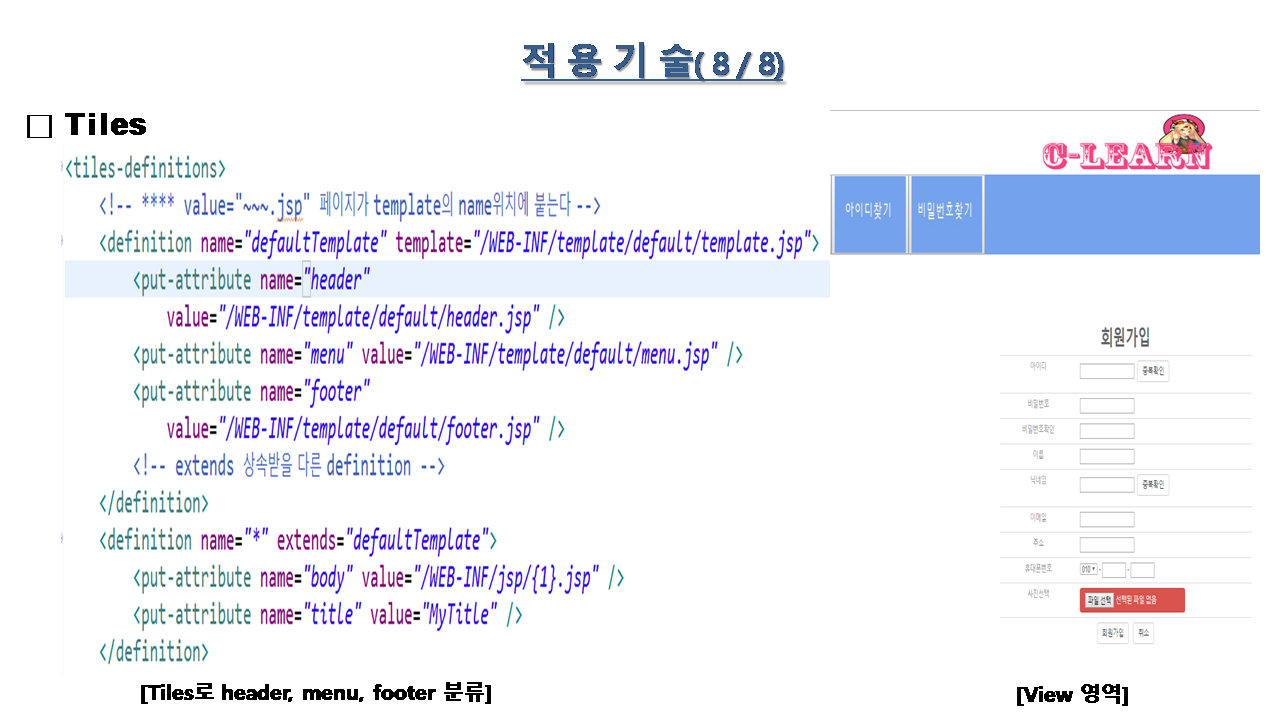 적 용 기 술( 8 / 8)
□ Tiles
<tiles-definitions>
<!-- **** value="~~~.jsp" 페이지가 template의 name위치에 붙는다 -->
<definition name="defaultTemplate" template="/WEB-INF/template/default/template.jsp">
<put-attribute name="header"
value="/WEB-INF/template/default/header.jsp" />
<put-attribute name="menu" value="/WEB-INF/template/default/menu.jsp" />
<put-attribute name="footer"
value="/WEB-INF/template/default/footer.jsp" />
<!-- extends 상속받을 다른 definition -->
</definition>
<definition name="*" extends="defaultTemplate">
<put-attribute name="body" value="/WEB-INF/jsp/{1}.jsp" />
<put-attribute name="title" value="MyTitle" />
</definition>
[Tiles로 header, menu, footer 분류]
C-LEARN
아이디찾기 비밀번호찾기
회원가입
아이디 중복확인
비밀번호
비밀번호확인
이름
닉네임 중복확인
이메일
주소
휴대폰번호 010 - -
사진선택 파일 선택 선택된 파일 없음
회원가입 취소
[View 영역]